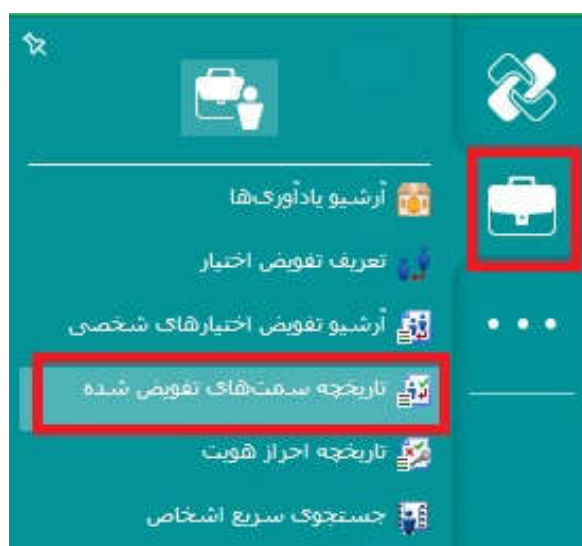 آرشیو یادآوری‌ها
تعریف تفویض اختیار
آرشیو تفویض اختیارهای شخصی
تاریخچه سمت‌های تفویض شده
تاریخچه احراز هویت
جستجوی سریع اشخاص